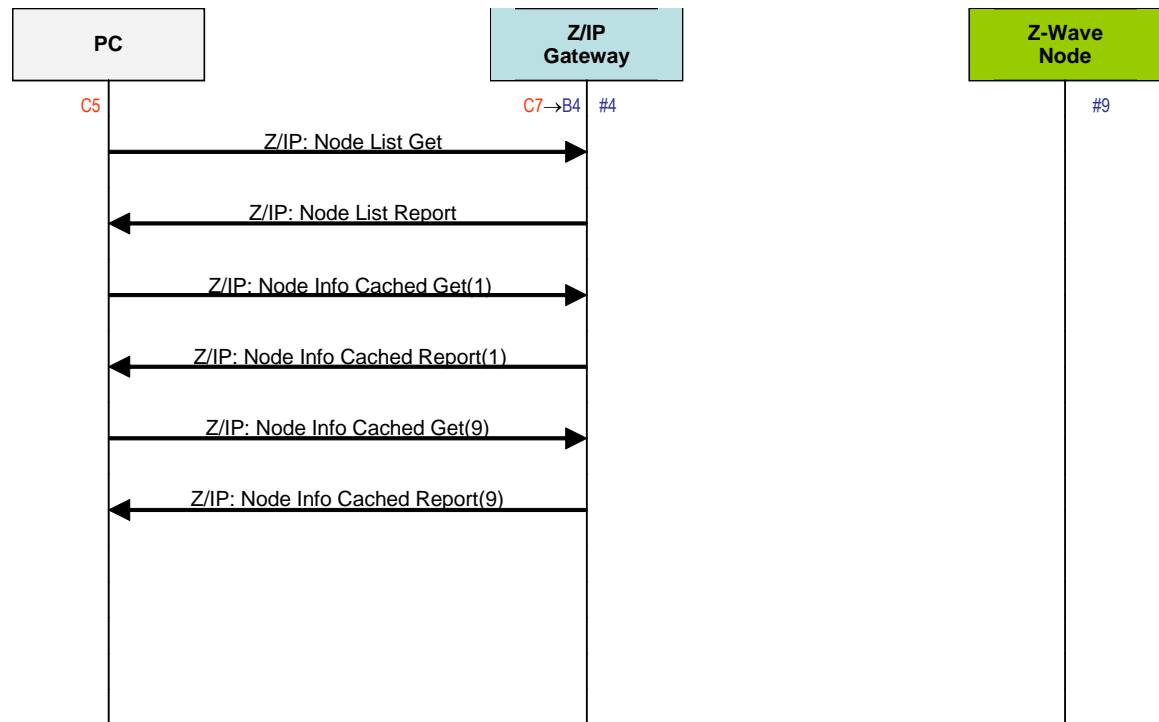 PC
Z/IP
Gateway
Z-Wave
Node
C5
C7→B4 #4
#9
Z/IP: Node List Get
Z/IP: Node List Report
Z/IP: Node Info Cached Get(1)
Z/IP: Node Info Cached Report(1)
Z/IP: Node Info Cached Get(9)
Z/IP: Node Info Cached Report(9)